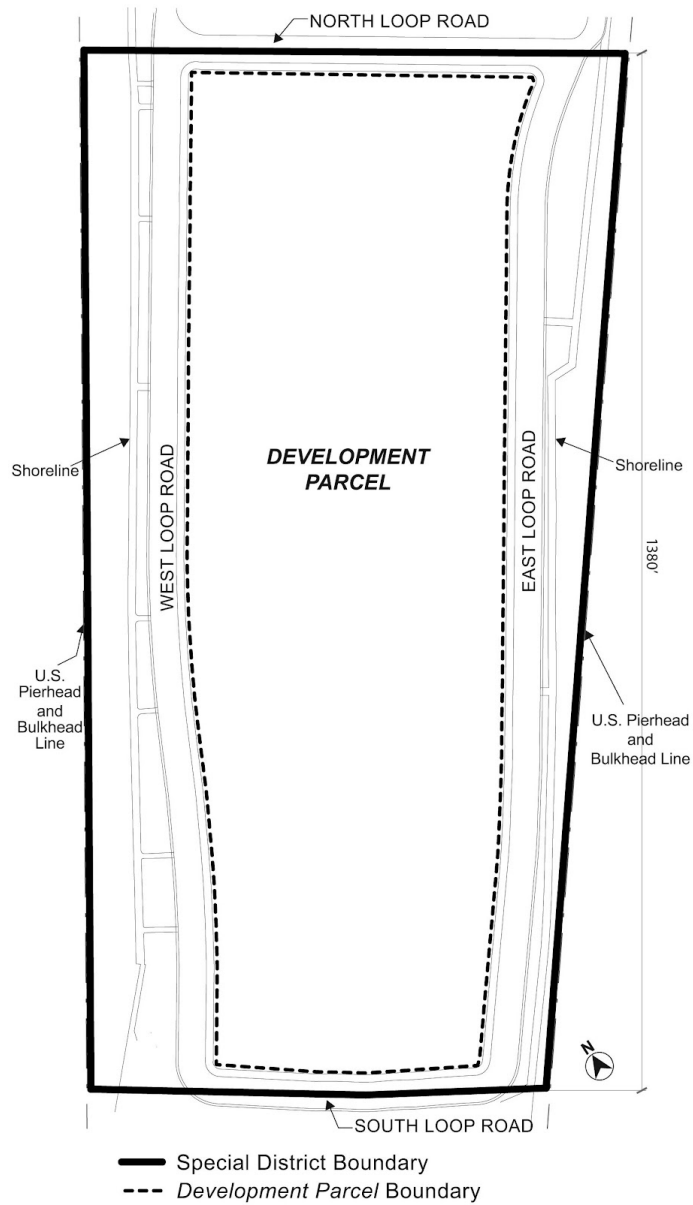 NORTH LOOP ROAD
DEVELOPMENT
PARCEL
WEST LOOP ROAD
EAST LOOP ROAD
Shoreline
Shoreline
1380'
U.S.
Pierhead
and
Bulkhead
Line
U.S. Pierhead
and
Bulkhead Line
N
SOUTH LOOP ROAD
Special District Boundary
Development Parcel Boundary